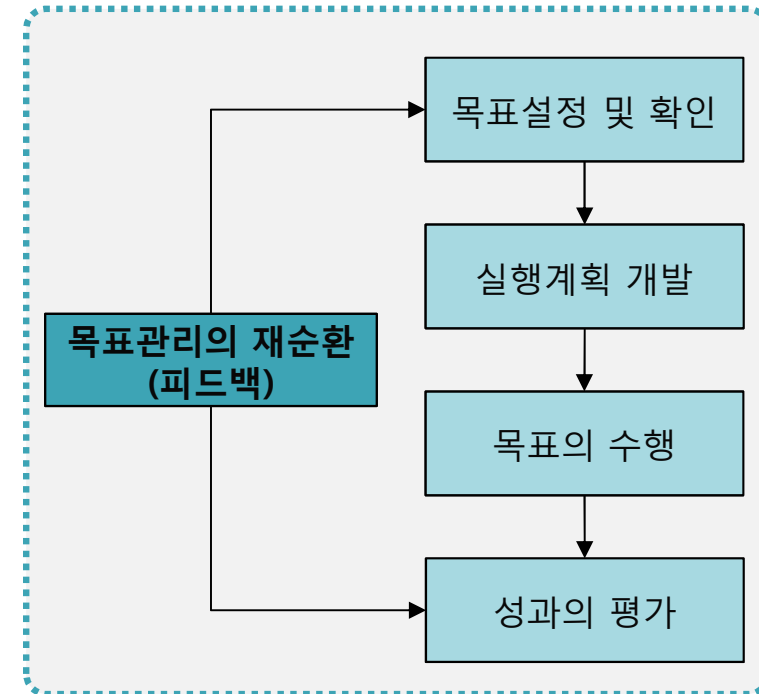 목표설정 및 확인
실행계획 개발
목표관리의 재순환
(피드백)
목표의 수행
성과의 평가